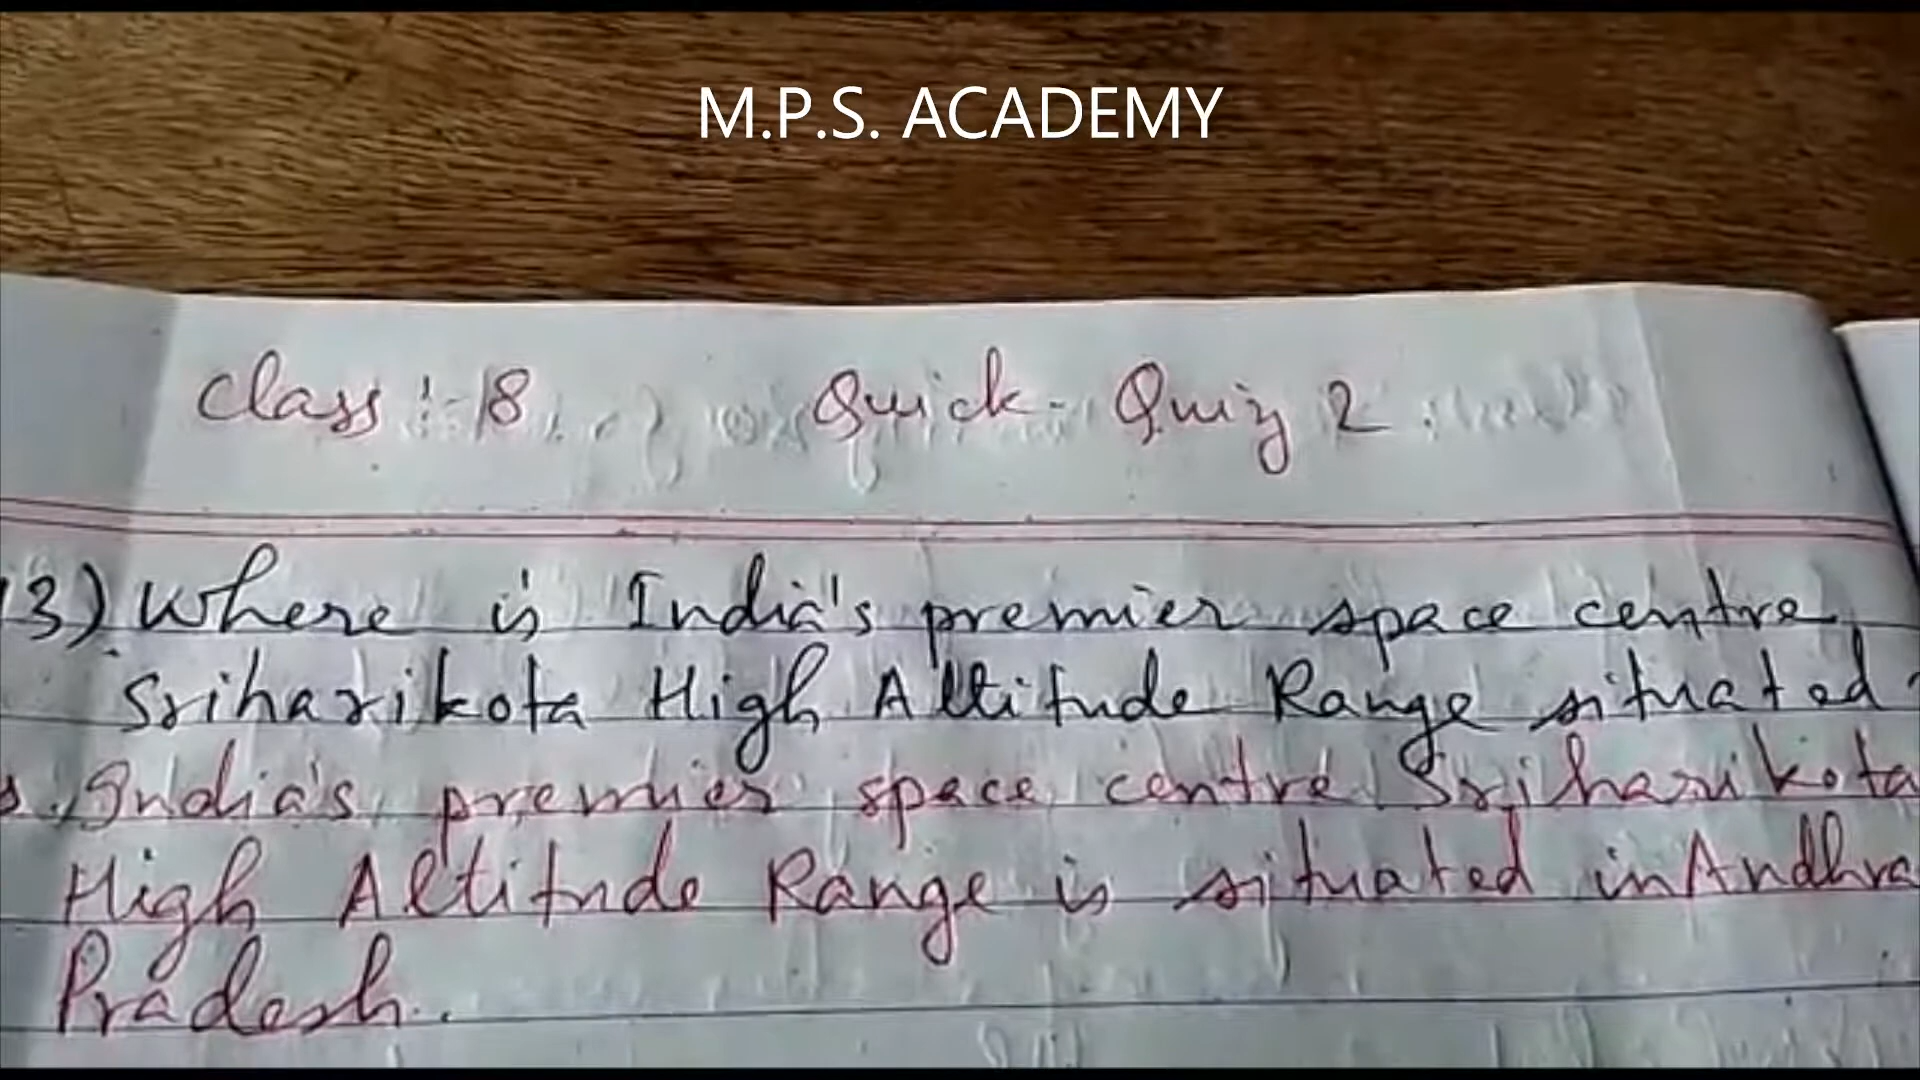 M.P.S. ACADEMY
Class :- 8 Quick Quiz 2
13) Where is India's premier space centre
Sriharikota High Altitude Range situated?
s. India's premier space centre Sriharikota
High Altitude Range is situated in Andhra
Pradesh.